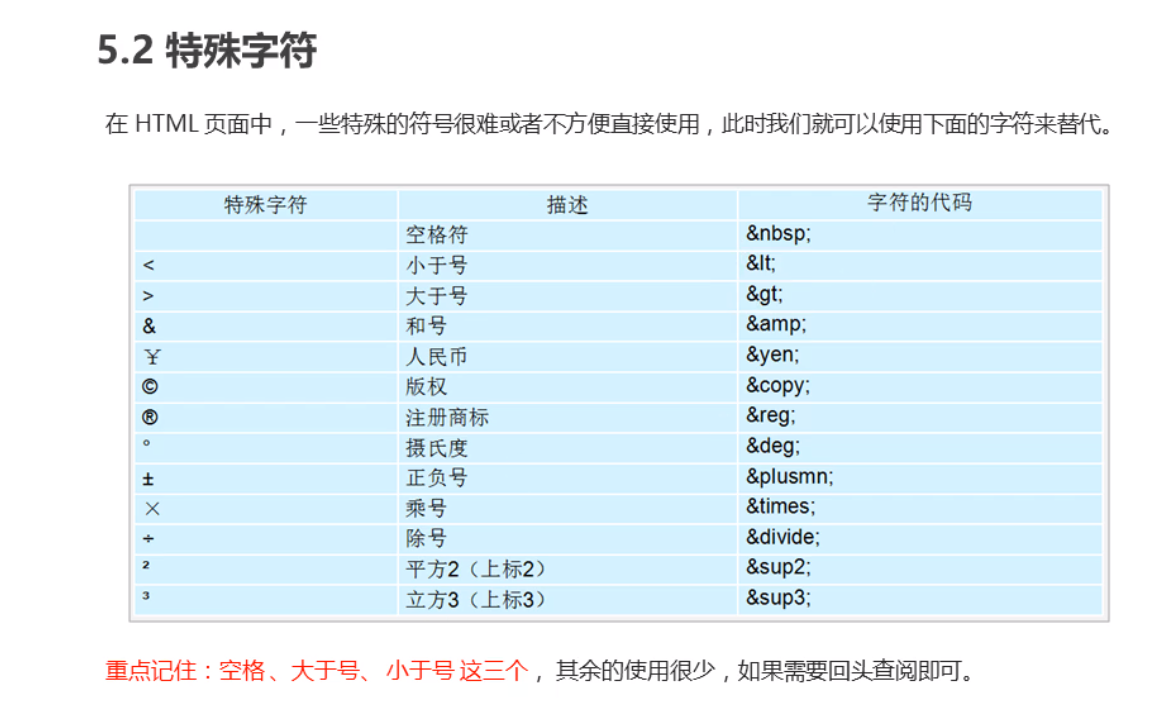 5.2 特殊字符
在 HTML 页面中，一些特殊的符号很难或者不方便直接使用，此时我们就可以使用下面的字符来替代。
特殊字符 描述 字符的代码
空格符 &nbsp;
< 小于号 &lt;
> 大于号 &gt;
& 和号 &amp;
￥ 人民币 &yen;
© 版权 &copy;
® 注册商标 &reg;
° 摄氏度 &deg;
± 正负号 &plusmn;
× 乘号 &times;
÷ 除号 &divide;
² 平方2（上标2） &sup2;
³ 立方3（上标3） &sup3;
重点记住：空格 、大于号、 小于号 这三个 ，其余的使用很少，如果需要回头查阅即可。